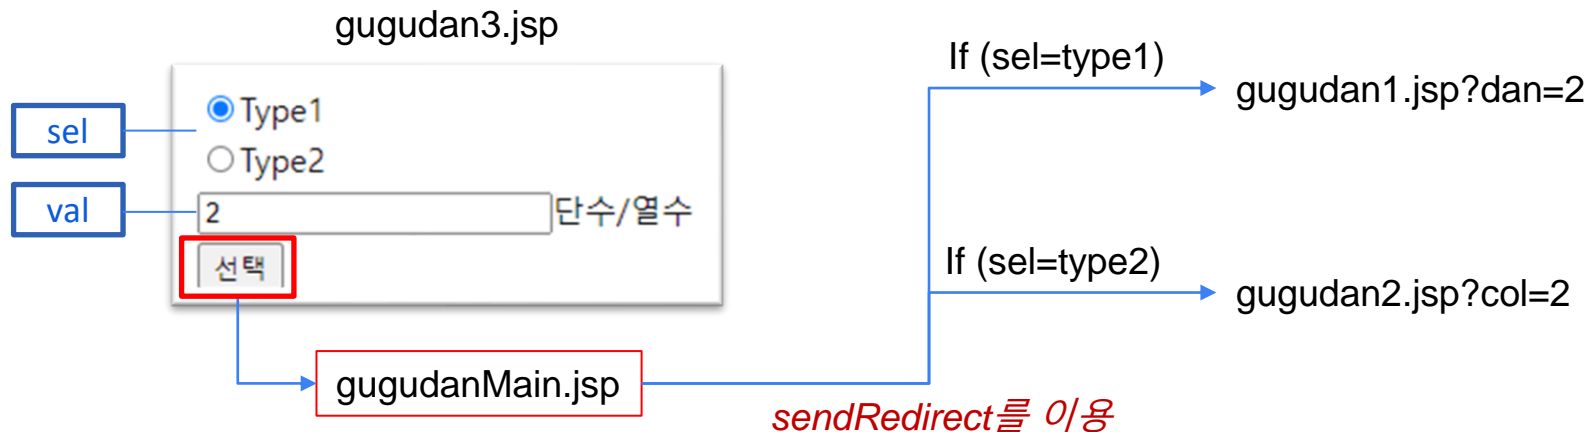 gugudan3.jsp
sel
Type1
Type2
val
2
단수/열수
선택
gugudanMain.jsp
If (sel=type1)
gugudan1.jsp?dan=2
If (sel=type2)
gugudan2.jsp?col=2
sendRedirect를 이용